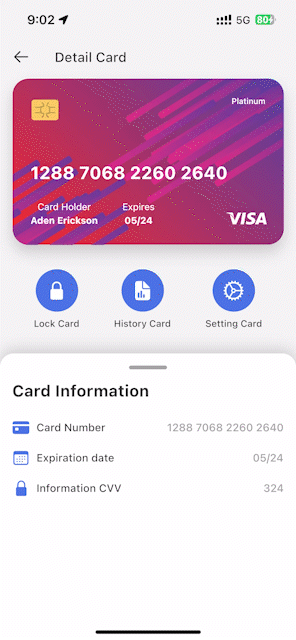 9:02
5G
80+
Detail Card
Platinum
1288 7068 2260 2640
Card Holder
Expires
Aden Erickson
05/24
VISA
Lock Card
History Card
Setting Card
Card Information
Card Number
1288 7068 2260 2640
Expiration date
05/24
Information CVV
324